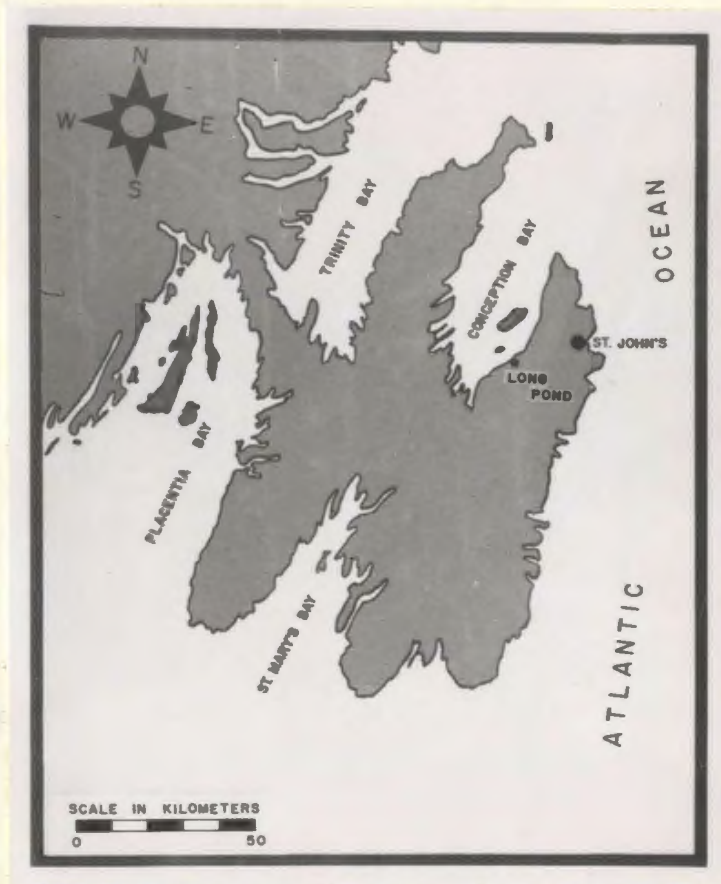 N
W E
S
TRINITY BAY
CONCEPTION BAY
OCEAN
ST. JOHN'S
LONG
POND
PLACENTIA BAY
ST. MARY'S BAY
ATLANTIC
SCALE IN KILOMETERS
0 50